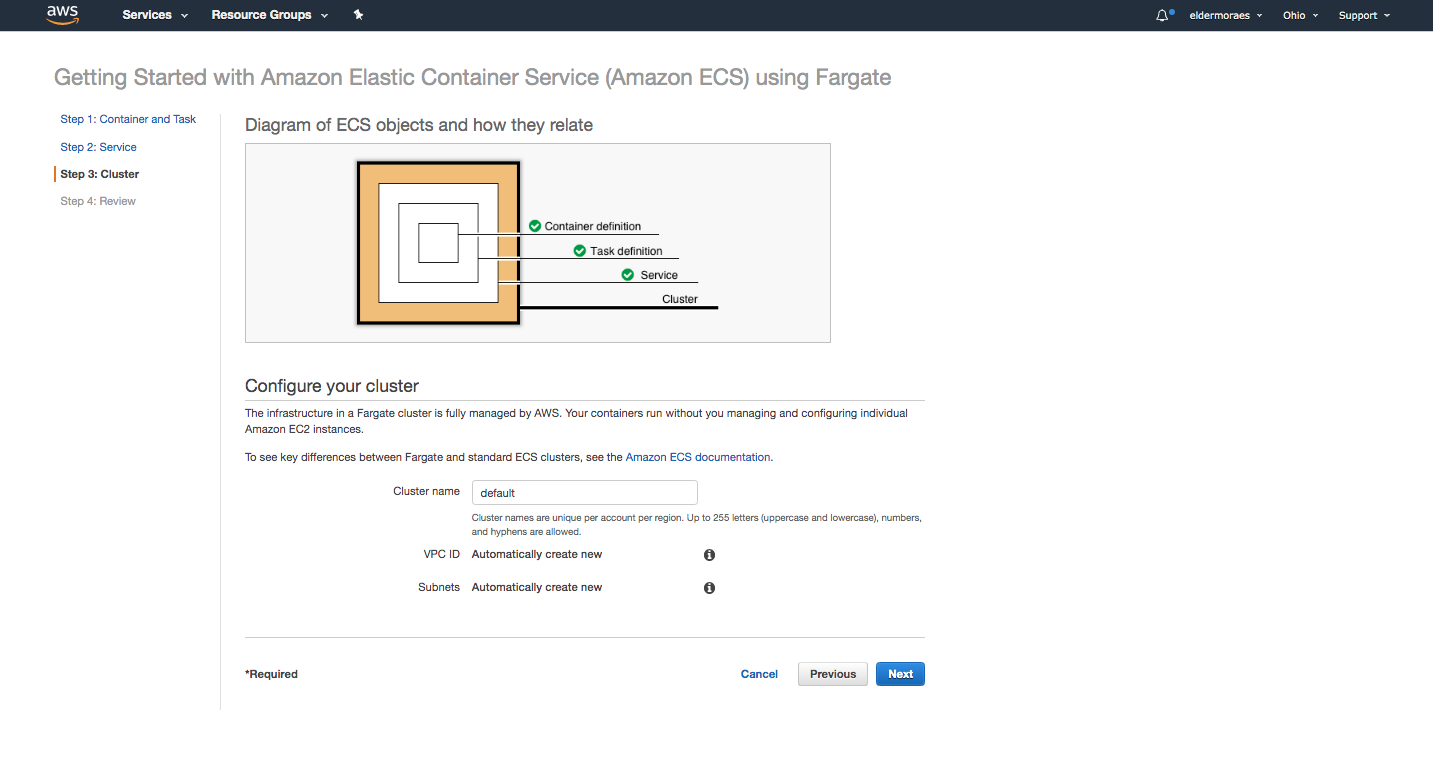 aws Services Resource Groups eldermoraes Ohio Support
Getting Started with Amazon Elastic Container Service (Amazon ECS) using Fargate
Step 1: Container and Task
Step 2: Service
Step 3: Cluster
Step 4: Review
Diagram of ECS objects and how they relate
Container definition
Task definition
Service
Cluster
Configure your cluster
The infrastructure in a Fargate cluster is fully managed by AWS. Your containers run without you managing and configuring individual
Amazon EC2 instances.
To see key differences between Fargate and standard ECS clusters, see the Amazon ECS documentation.
Cluster name default
Cluster names are unique per account per region. Up to 255 letters (uppercase and lowercase), numbers,
and hyphens are allowed.
VPC ID Automatically create new
Subnets Automatically create new
*Required Cancel Previous Next